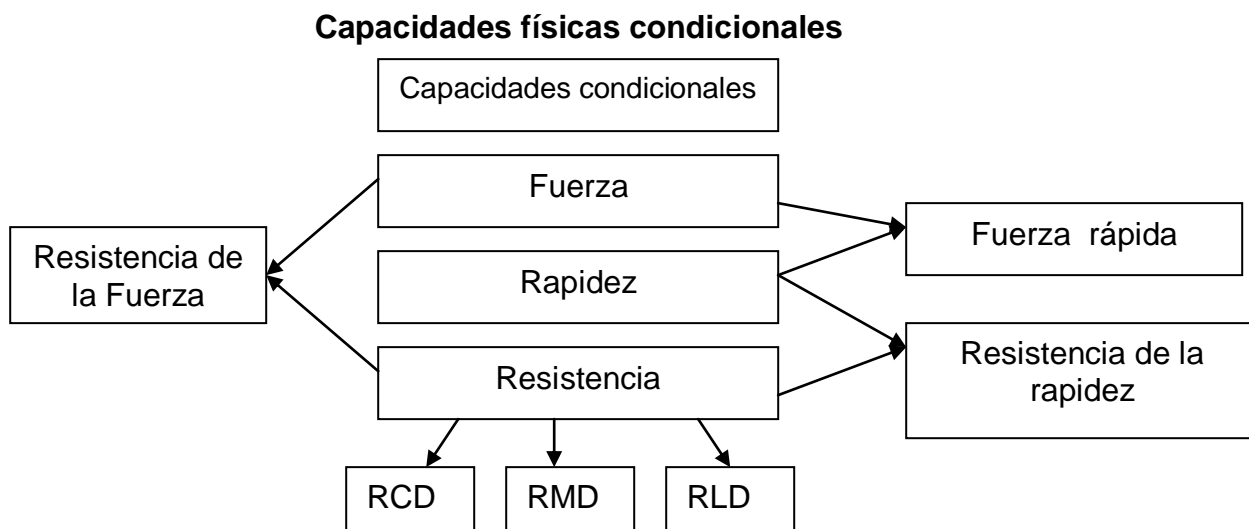 Capacidades físicas condicionales
Capacidades condicionales
Fuerza
Resistencia de
la Fuerza
Fuerza rápida
Rapidez
Resistencia de la
rapidez
Resistencia
RCD
RMD
RLD